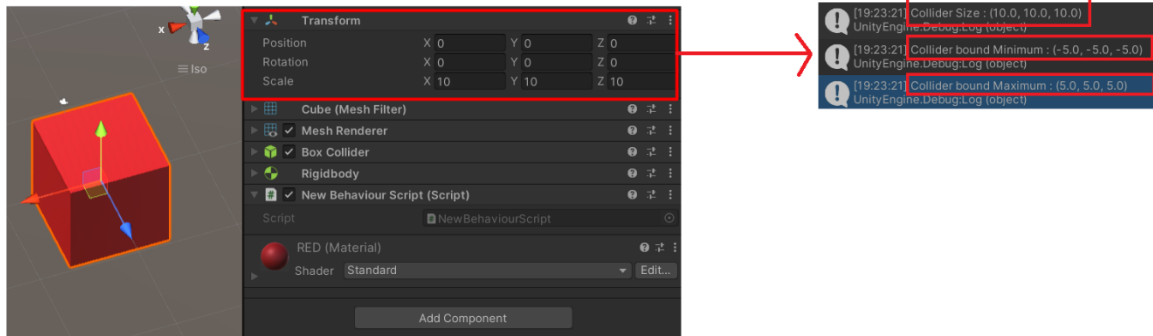 x
z
Iso
Transform
Position X 0 Y 0 Z 0
Rotation X 0 Y 0 Z 0
Scale X 10 Y 10 Z 10
Cube (Mesh Filter)
Mesh Renderer
Box Collider
Rigidbody
New Behaviour Script (Script)
Script NewBehaviourScript
RED (Material)
Shader Standard Edit...
Add Component
[19:23:21] Collider Size : (10.0, 10.0, 10.0)
UnityEngine.Debug:Log (object)
[19:23:21] Collider bound Minimum : (-5.0, -5.0, -5.0)
UnityEngine.Debug:Log (object)
[19:23:21] Collider bound Maximum : (5.0, 5.0, 5.0)
UnityEngine.Debug:Log (object)